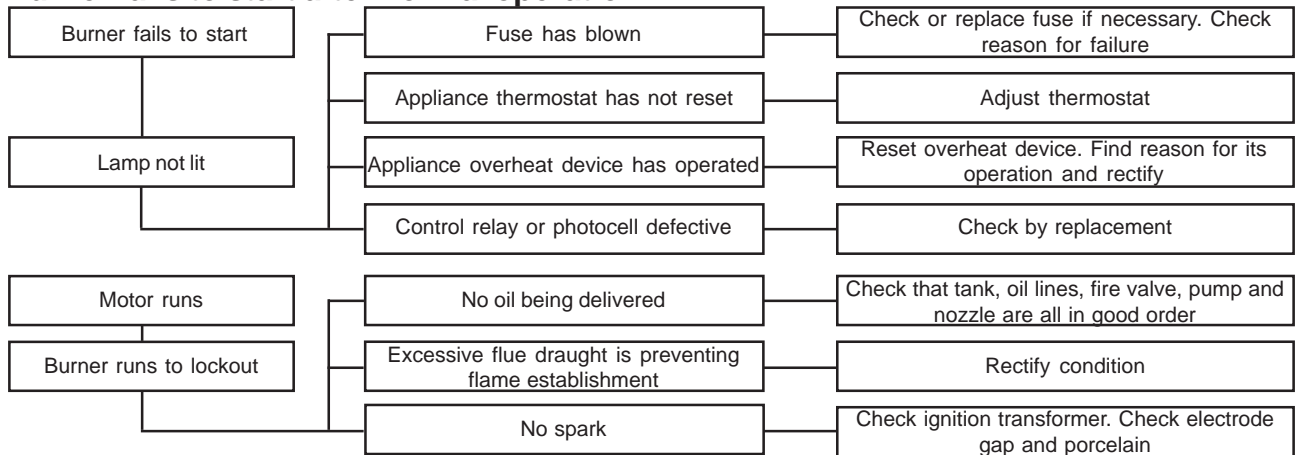 Burner fails to start
Fuse has blown
Check or replace fuse if necessary. Check
reason for failure
Appliance thermostat has not reset
Adjust thermostat
Lamp not lit
Appliance overheat device has operated
Reset overheat device. Find reason for its
operation and rectify
Control relay or photocell defective
Check by replacement
Motor runs
No oil being delivered
Check that tank, oil lines, fire valve, pump and
nozzle are all in good order
Burner runs to lockout
Excessive flue draught is preventing
flame establishment
Rectify condition
No spark
Check ignition transformer. Check electrode
gap and porcelain